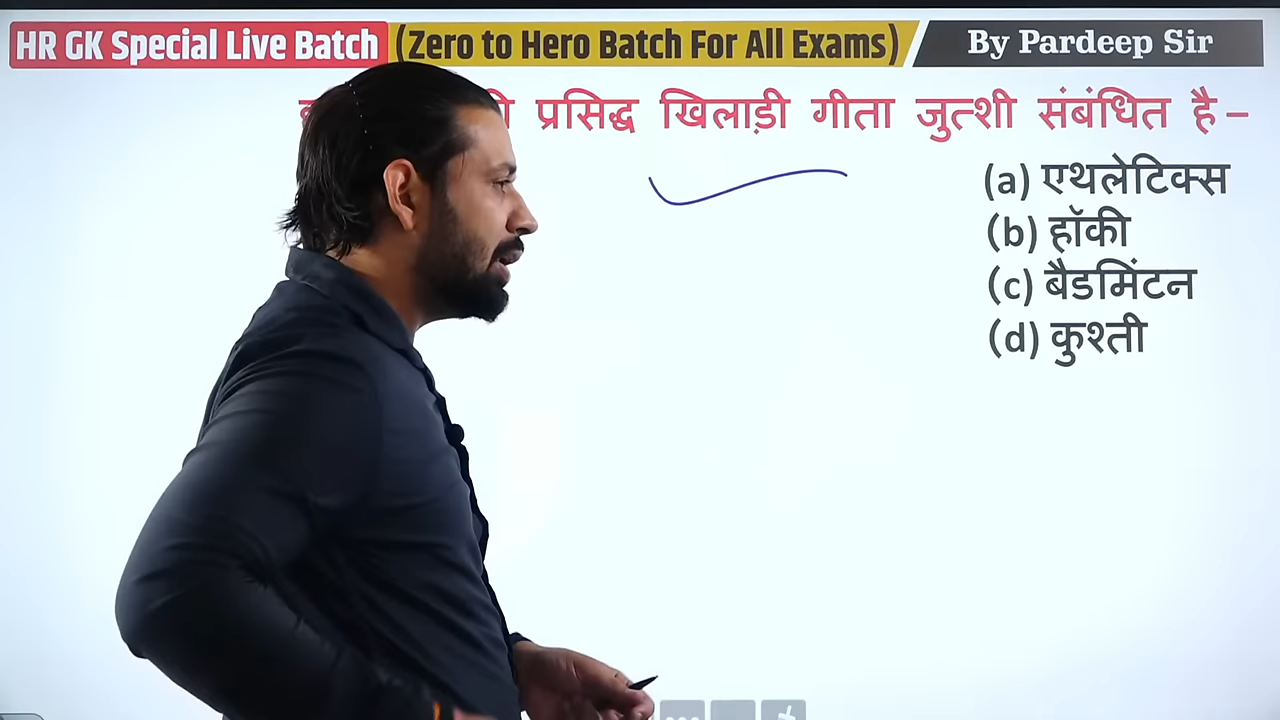 HR GK Special Live Batch (Zero to Hero Batch For All Exams) By Pardeep Sir
प्रसिद्ध खिलाड़ी गीता जुत्शी संबंधित है–
(a) एथलेटिक्स
(b) हॉकी
(c) बैडमिंटन
(d) कुश्ती